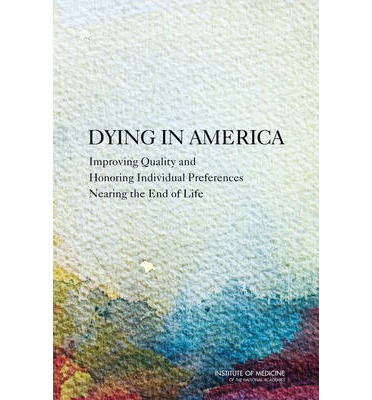 DYING IN AMERICA
Improving Quality and
Honoring Individual Preferences
Nearing the End of Life
INSTITUTE OF MEDICINE
OF THE NATIONAL ACADEMIES